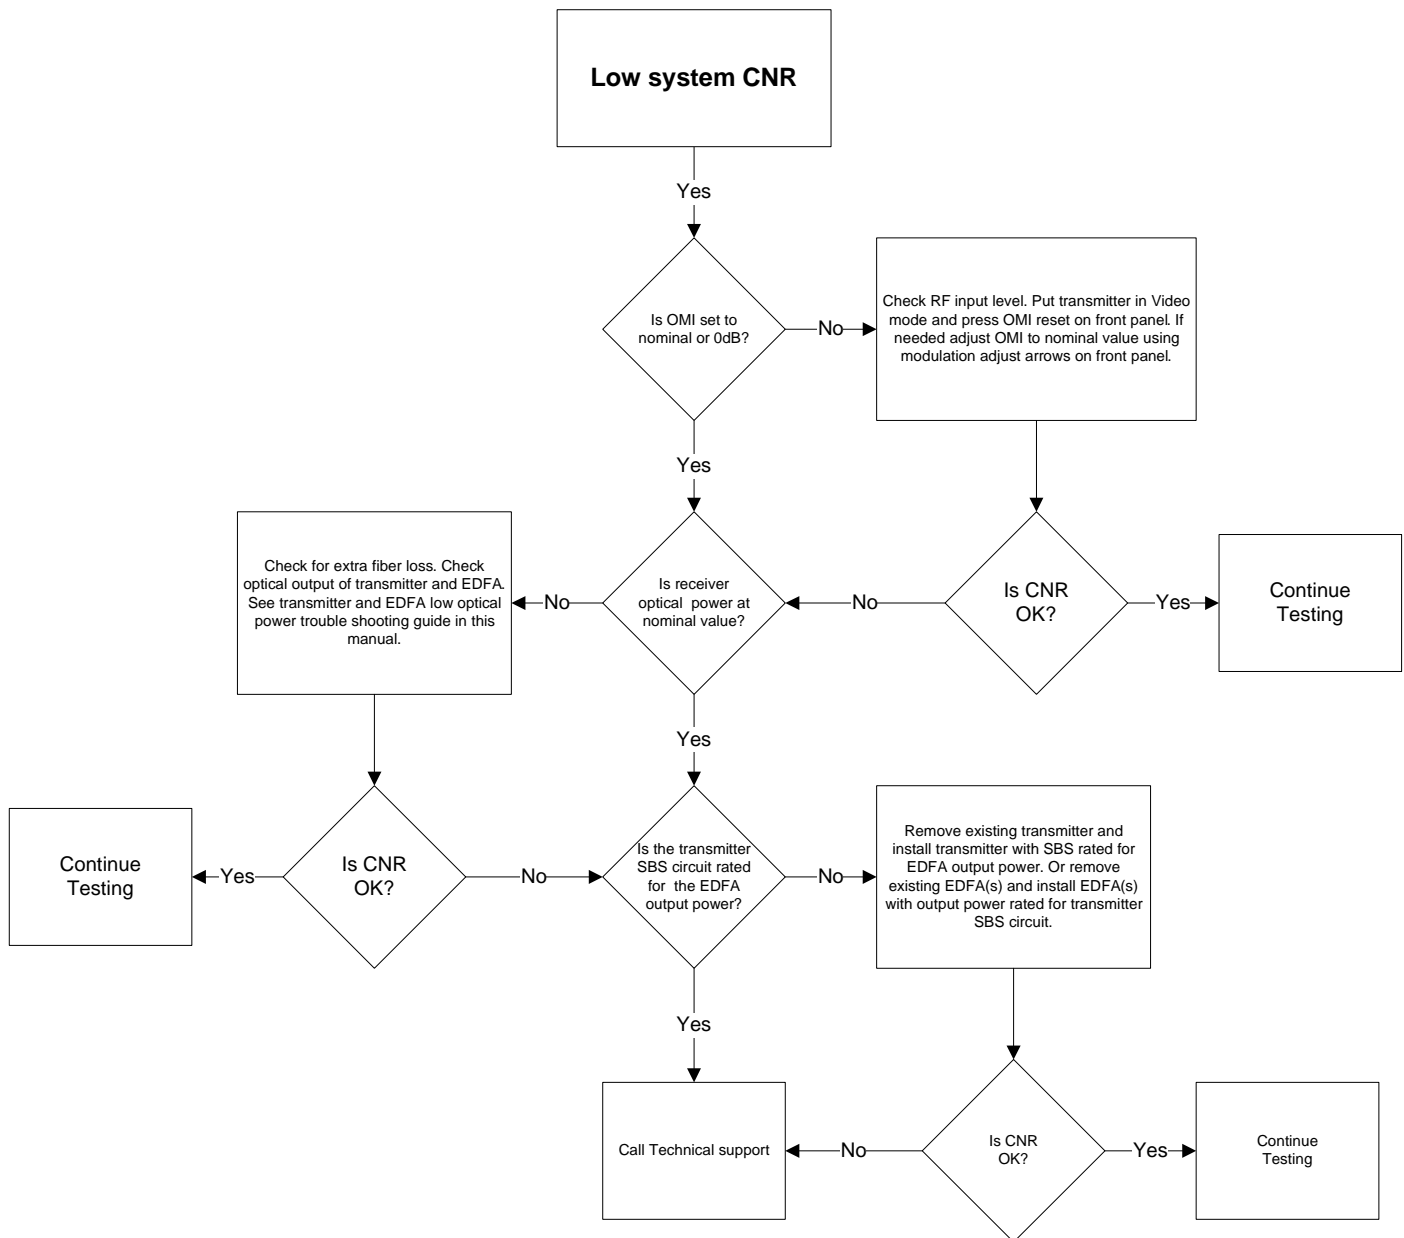 Low system CNR
Yes
Is OMI set to
nominal or 0dB?
No
Check RF input level. Put transmitter in Video
mode and press OMI reset on front panel. If
needed adjust OMI to nominal value using
modulation adjust arrows on front panel.
Yes
Check for extra fiber loss. Check
optical output of transmitter and EDFA.
See transmitter and EDFA low optical
power trouble shooting guide in this
manual.
No
Is receiver
optical power at
nominal value?
No
Is CNR
OK?
Yes
Continue
Testing
Yes
Continue
Testing
Yes
Is CNR
OK?
No
Is the transmitter
SBS circuit rated
for the EDFA
output power?
No
Remove existing transmitter and
install transmitter with SBS rated for
EDFA output power. Or remove
existing EDFA(s) and install EDFA(s)
with output power rated for transmitter
SBS circuit.
Yes
Call Technical support
No
Is CNR
OK?
Yes
Continue
Testing